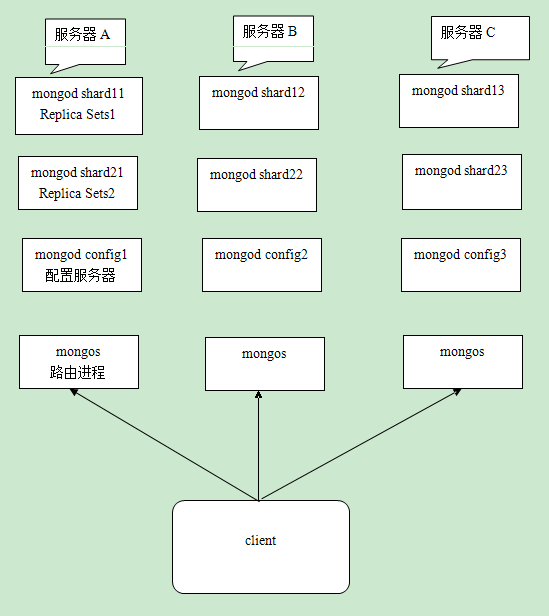 服务器 A
服务器 B
服务器 C
mongod shard11
Replica Sets1
mongod shard12
mongod shard13
mongod shard21
Replica Sets2
mongod shard22
mongod shard23
mongod config1
配置服务器
mongod config2
mongod config3
mongos
路由进程
mongos
mongos
client